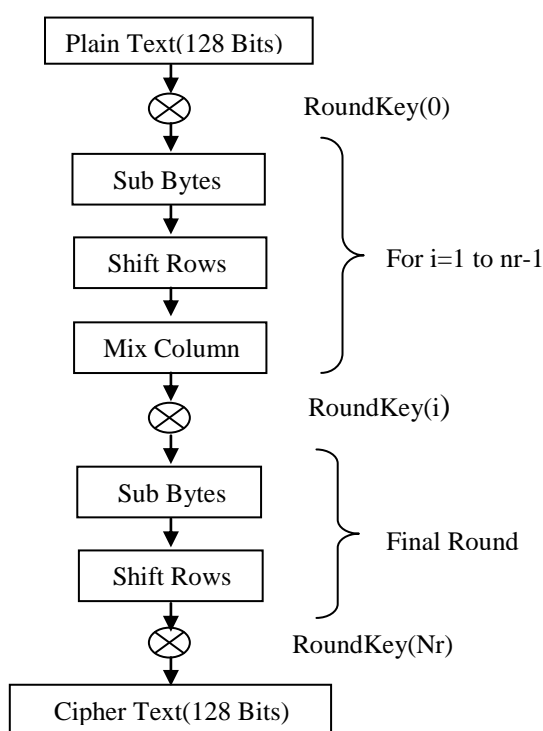 Plain Text(128 Bits)
RoundKey(0)
Sub Bytes
Shift Rows
For i=1 to nr-1
Mix Column
RoundKey(i)
Sub Bytes
Final Round
Shift Rows
RoundKey(Nr)
Cipher Text(128 Bits)